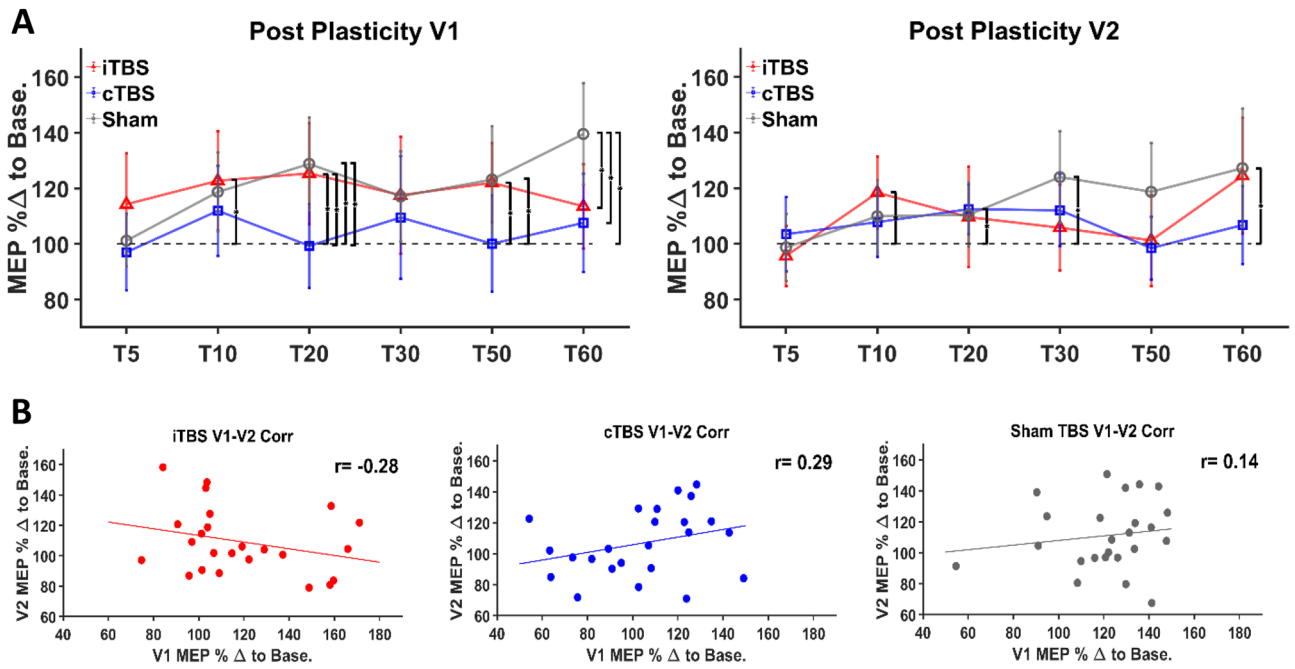 A
Post Plasticity V1
MEP %Δ to Base.
160
140
120
100
80
iTBS
cTBS
Sham
T5 T10 T20 T30 T50 T60
Post Plasticity V2
MEP %Δ to Base.
160
140
120
100
80
iTBS
cTBS
Sham
T5 T10 T20 T30 T50 T60
B
iTBS V1-V2 Corr
r= -0.28
V2 MEP % Δ to Base.
160
140
120
100
80
60
40 60 80 100 120 140 160 180
V1 MEP % Δ to Base.
cTBS V1-V2 Corr
r= 0.29
V2 MEP % Δ to Base.
160
140
120
100
80
60
40 60 80 100 120 140 160 180
V1 MEP % Δ to Base.
Sham TBS V1-V2 Corr
r= 0.14
V2 MEP % Δ to Base.
160
140
120
100
80
60
40 60 80 100 120 140 160 180
V1 MEP % Δ to Base.